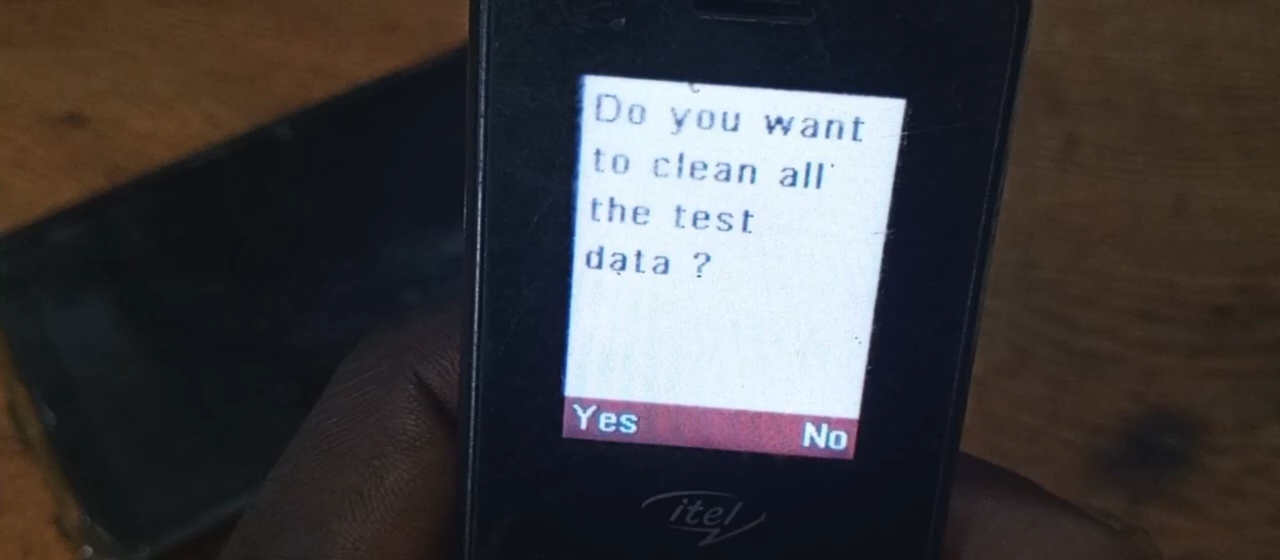 Do you want
to clean all
the test
data ?
Yes No
itel